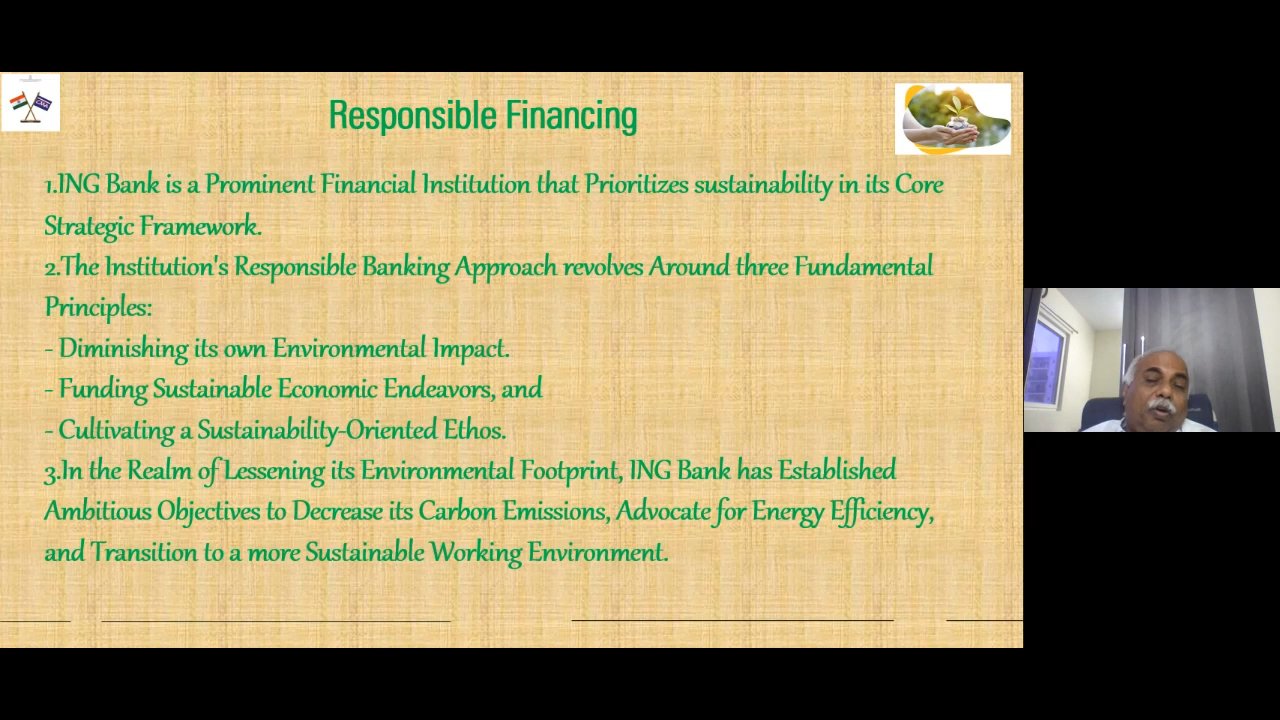 Responsible Financing
1.ING Bank is a Prominent Financial Institution that Prioritizes sustainability in its Core
Strategic Framework.
2.The Institution's Responsible Banking Approach revolves Around three Fundamental
Principles:
- Diminishing its own Environmental Impact.
- Funding Sustainable Economic Endeavors, and
- Cultivating a Sustainability-Oriented Ethos.
3.In the Realm of Lessening its Environmental Footprint, ING Bank has Established
Ambitious Objectives to Decrease its Carbon Emissions, Advocate for Energy Efficiency,
and Transition to a more Sustainable Working Environment.